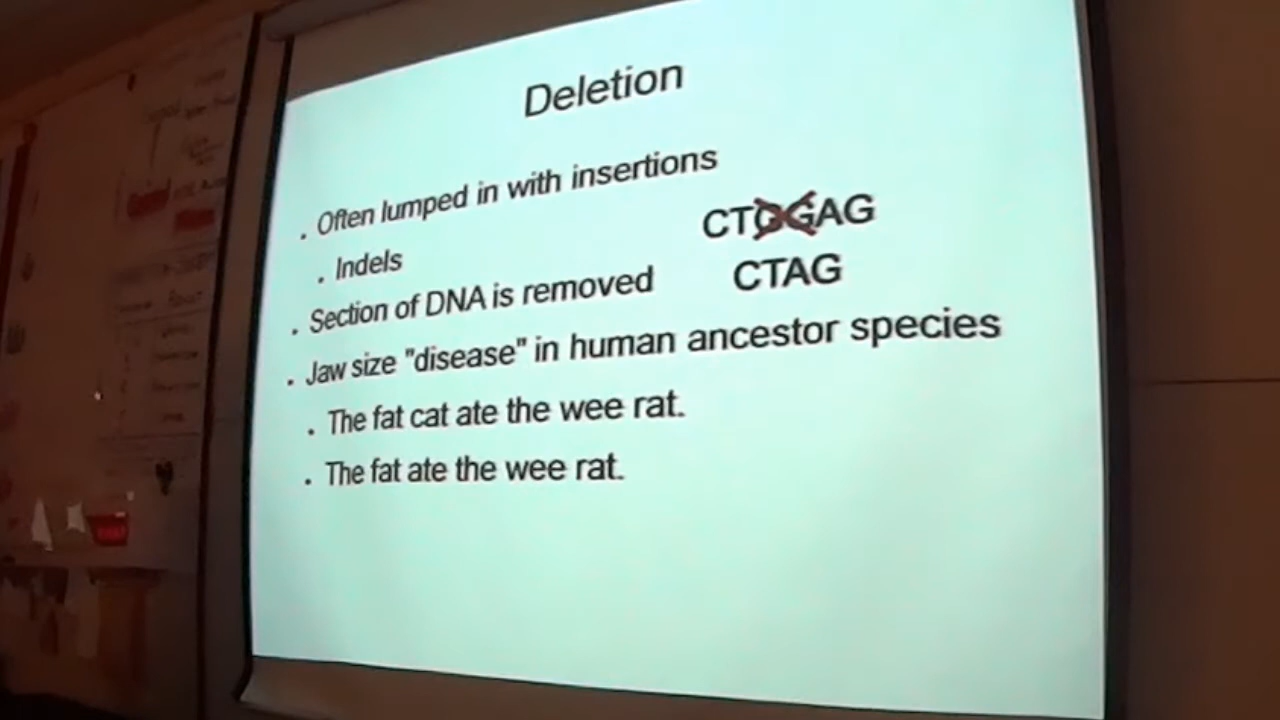 Deletion
. Often lumped in with insertions
. Indels
CTGGAG
. Section of DNA is removed
CTAG
. Jaw size "disease" in human ancestor species
. The fat cat ate the wee rat.
. The fat ate the wee rat.